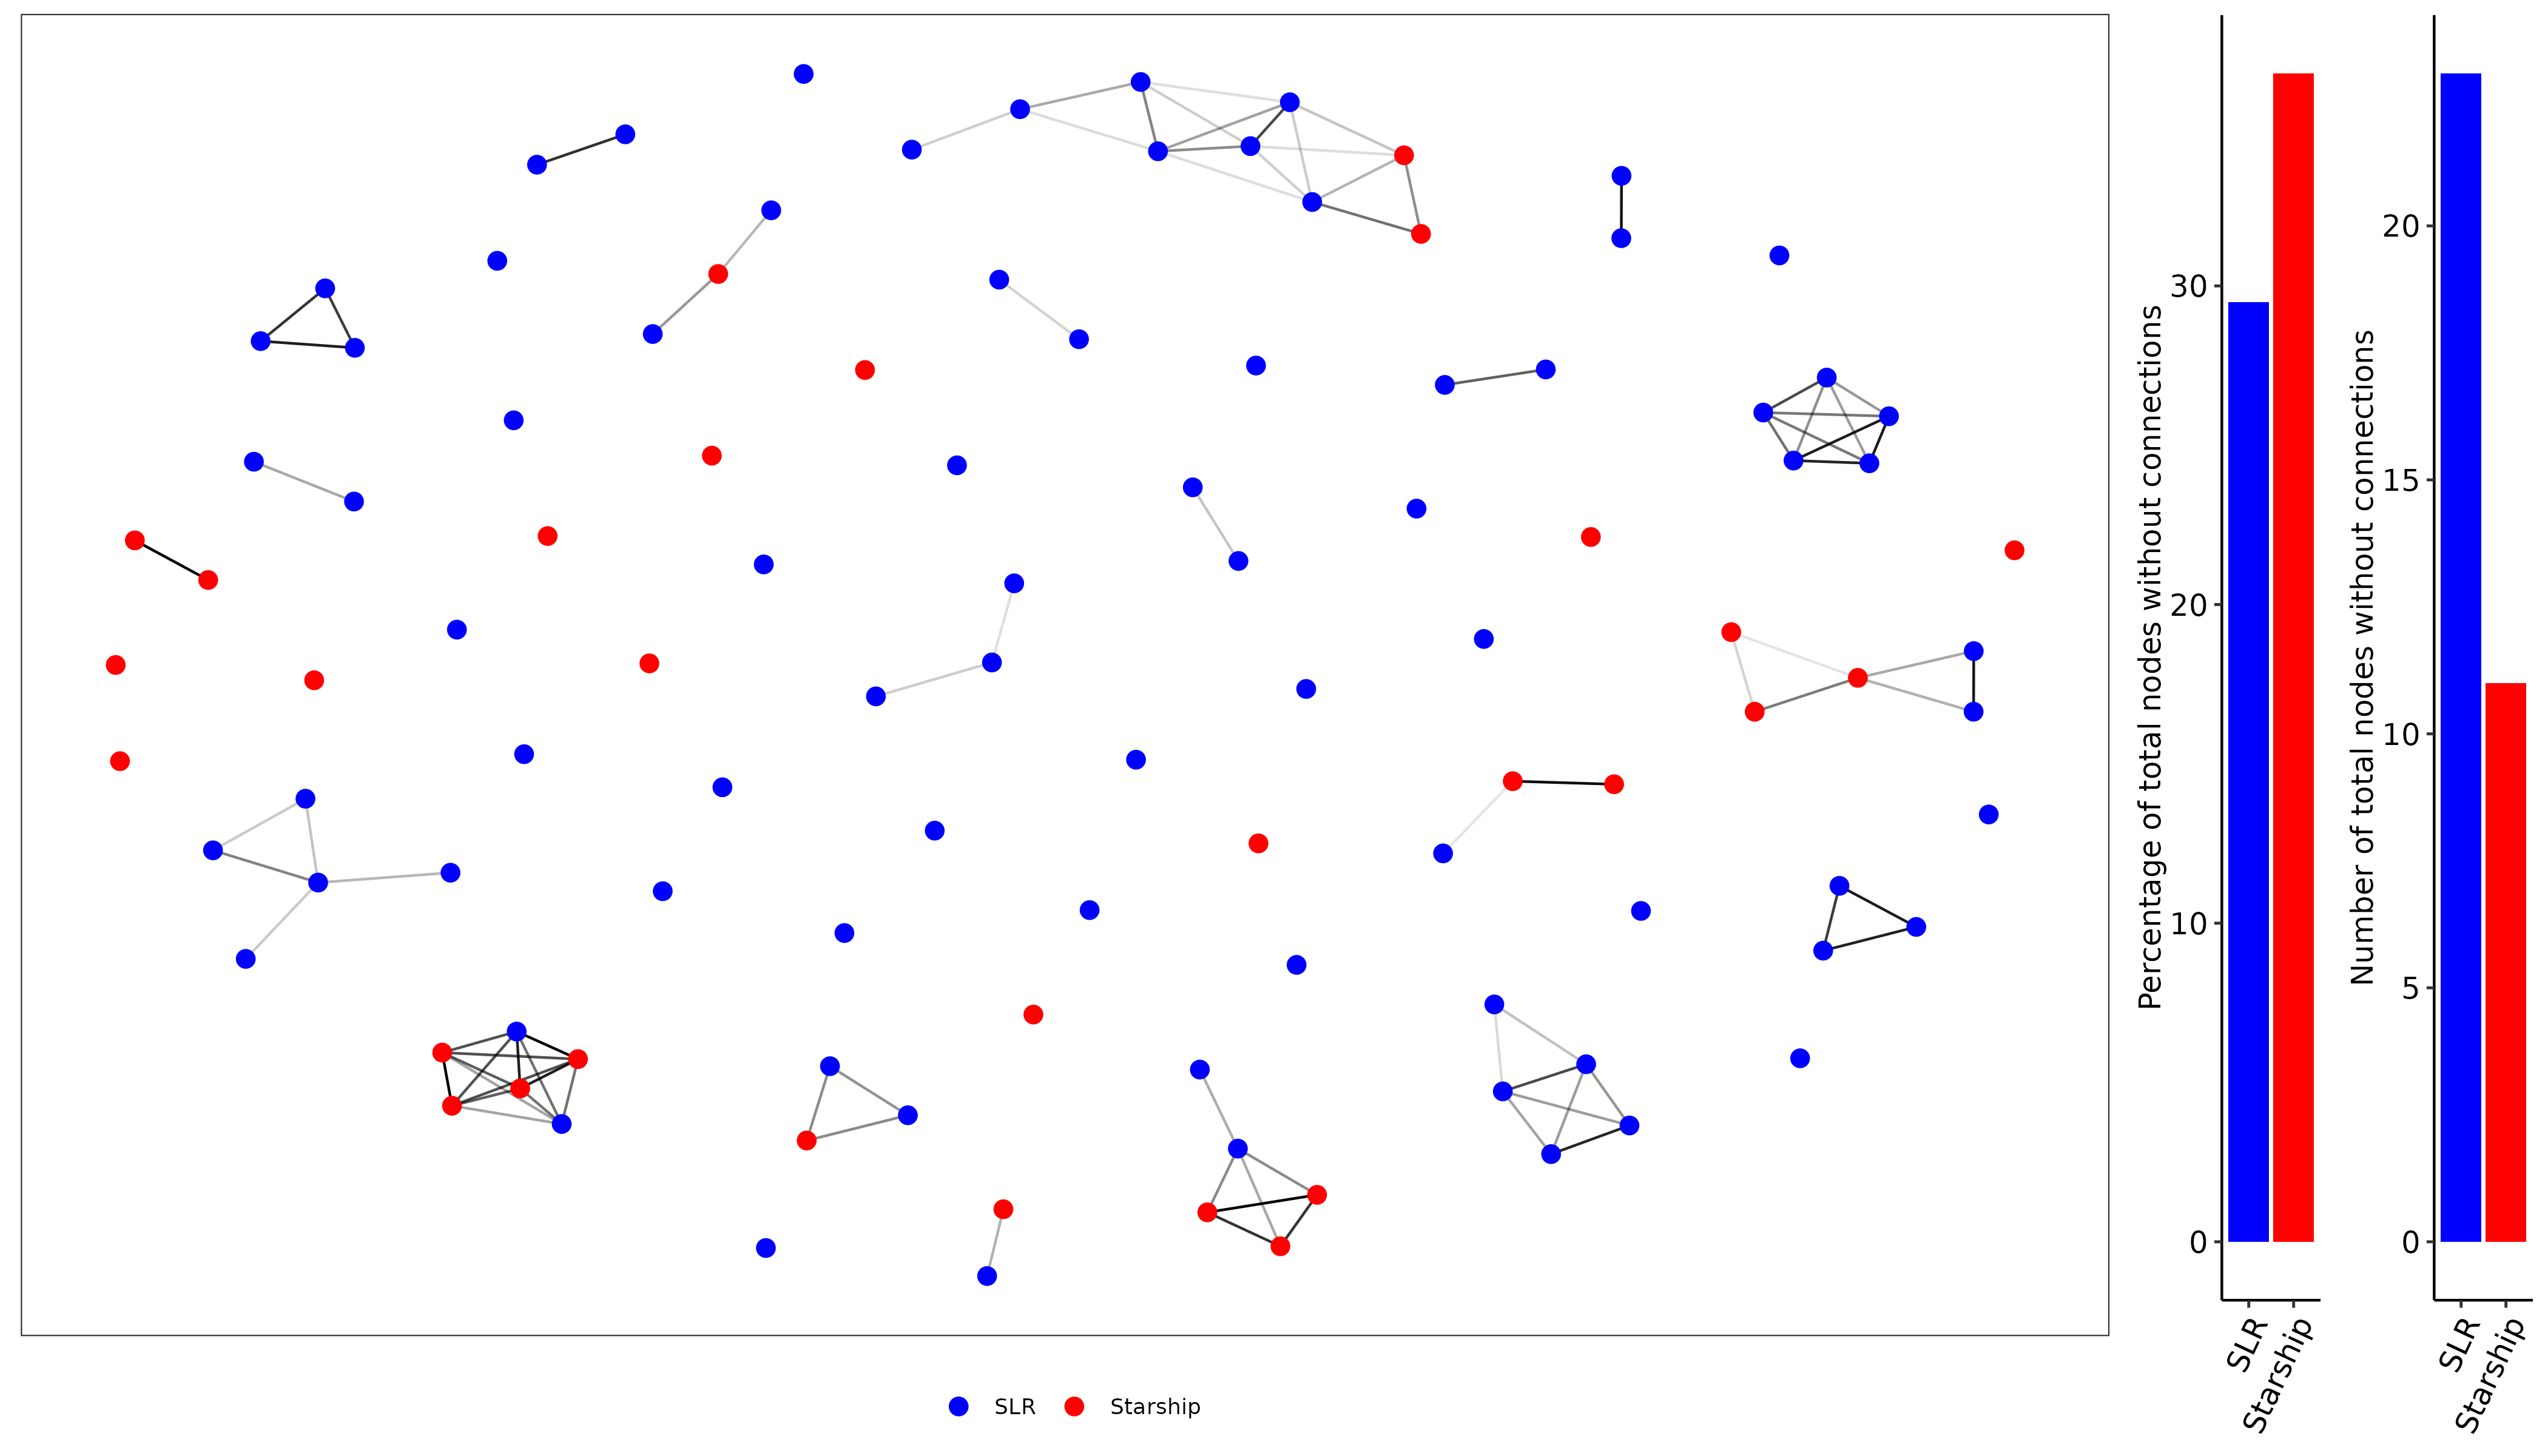 Percentage of total nodes without connections
30
20
10
0
SLR
Starship
Number of total nodes without connections
20
15
10
5
0
SLR
Starship
SLR Starship